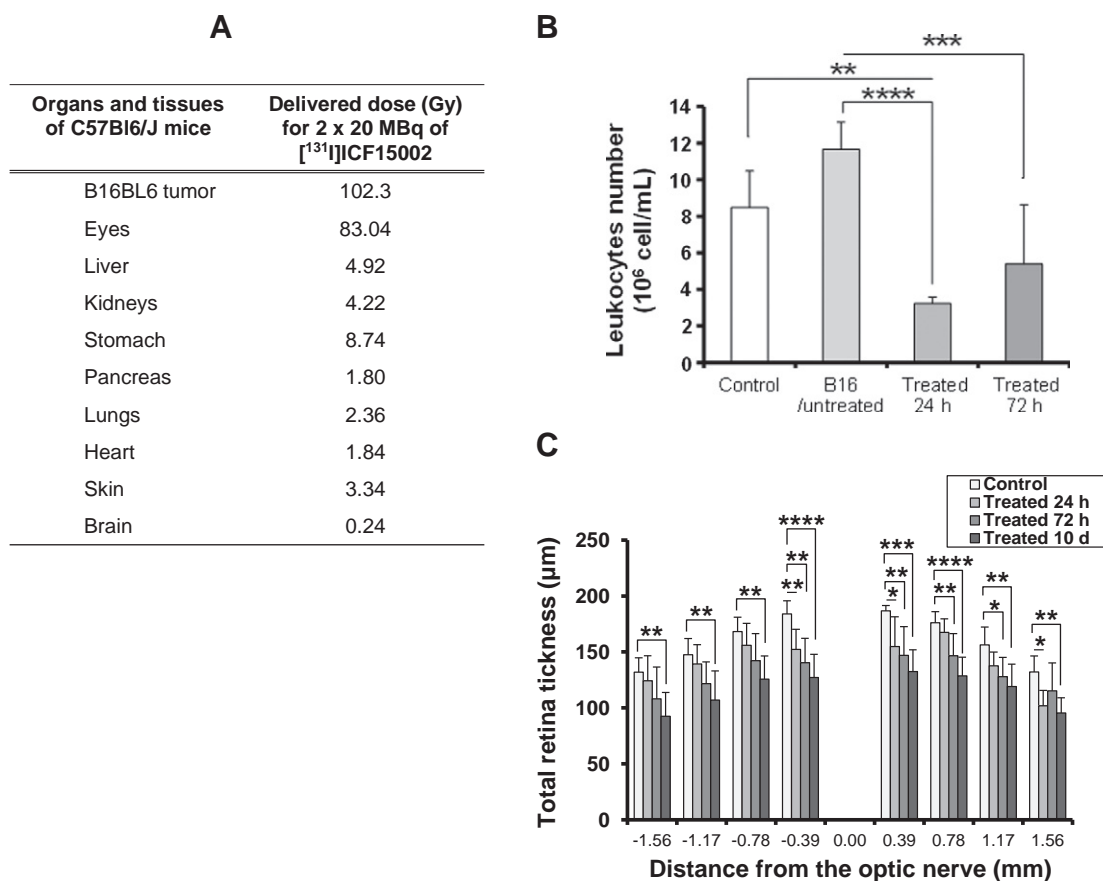 A
Organs and tissues
of C57Bl6/J mice
Delivered dose (Gy)
for 2 x 20 MBq of
[¹³¹I]ICF15002
B16BL6 tumor 102.3
Eyes 83.04
Liver 4.92
Kidneys 4.22
Stomach 8.74
Pancreas 1.80
Lungs 2.36
Heart 1.84
Skin 3.34
Brain 0.24
B
***
**
****
Leukocytes number
(10⁶ cell/mL)
14
12
10
8
6
4
2
0
Control
B16
/untreated
Treated
24 h
Treated
72 h
C
Control
Treated 24 h
Treated 72 h
Treated 10 d
Total retina tickness (µm)
250
200
150
100
50
0
**
**
**
****
**
**
***
**
*
****
**
**
*
**
*
-1.56 -1.17 -0.78 -0.39 0.00 0.39 0.78 1.17 1.56
Distance from the optic nerve (mm)